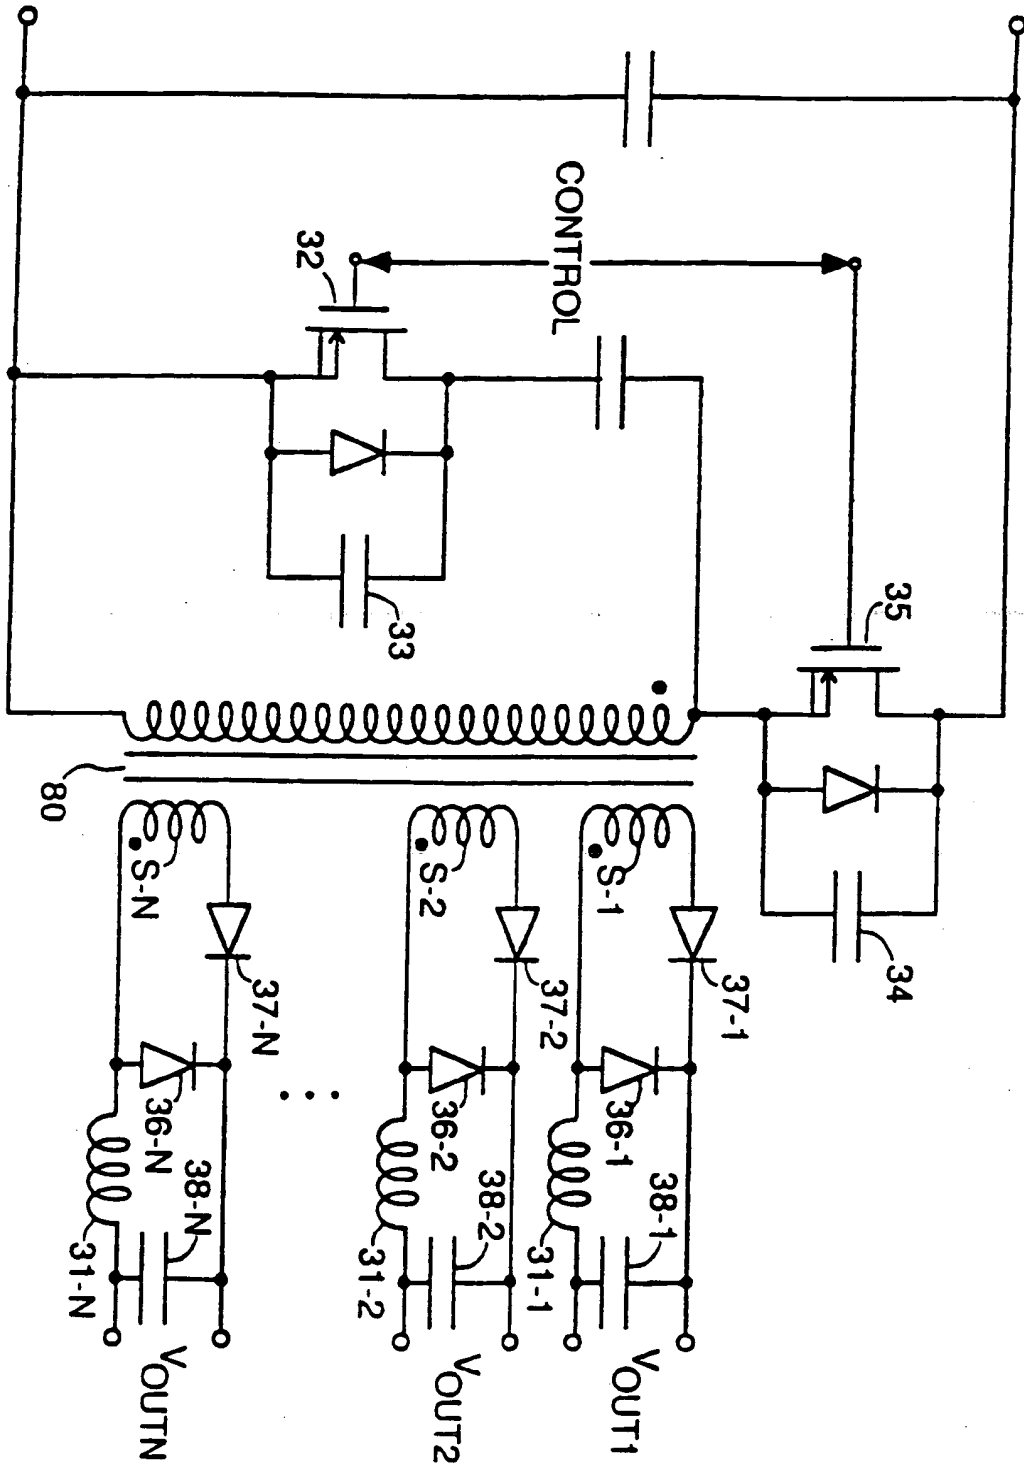 CONTROL
32
33
35
34
80
S-1
37-1
36-1
38-1
31-1
VOUT1
S-2
37-2
36-2
38-2
31-2
VOUT2
S-N
37-N
36-N
38-N
31-N
VOUTN